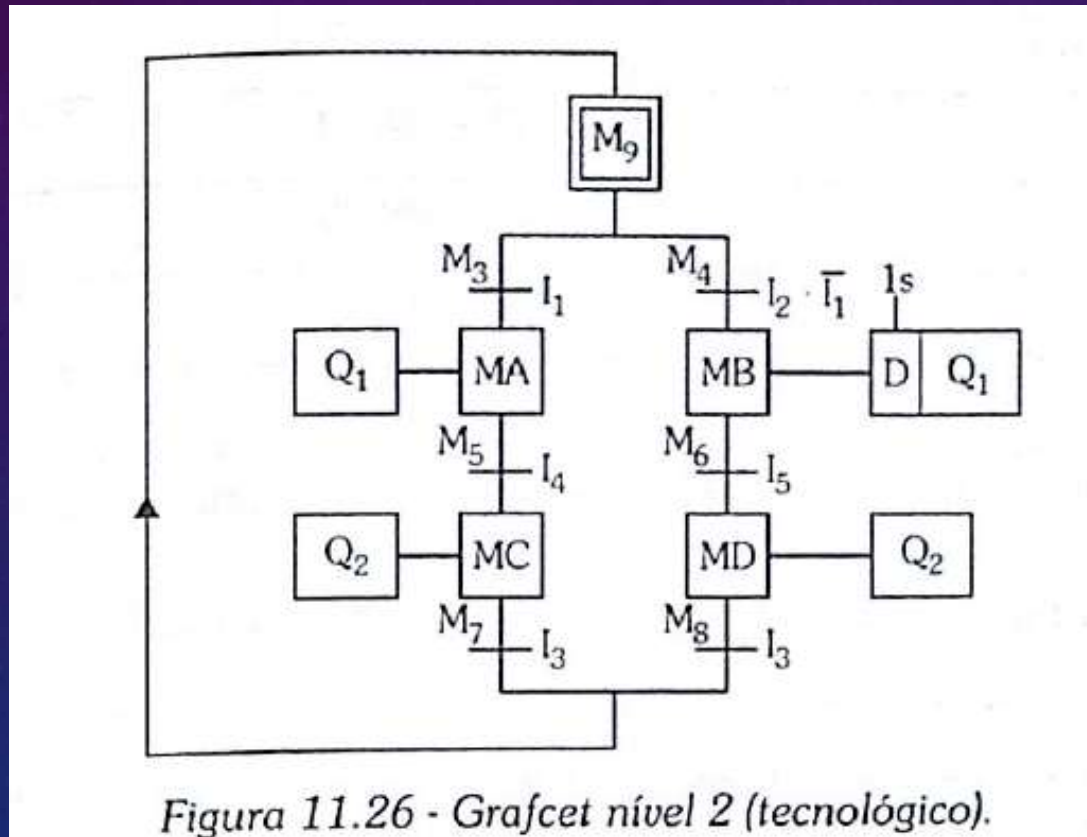 M₉
M₃ M₄ 1s
I₁ I₂ · I̅₁
Q₁ MA MB D Q₁
M₅ M₆
I₄ I₅
Q₂ MC MD Q₂
M₇ M₈
I₃ I₃
Figura 11.26 - Grafcet nível 2 (tecnológico).